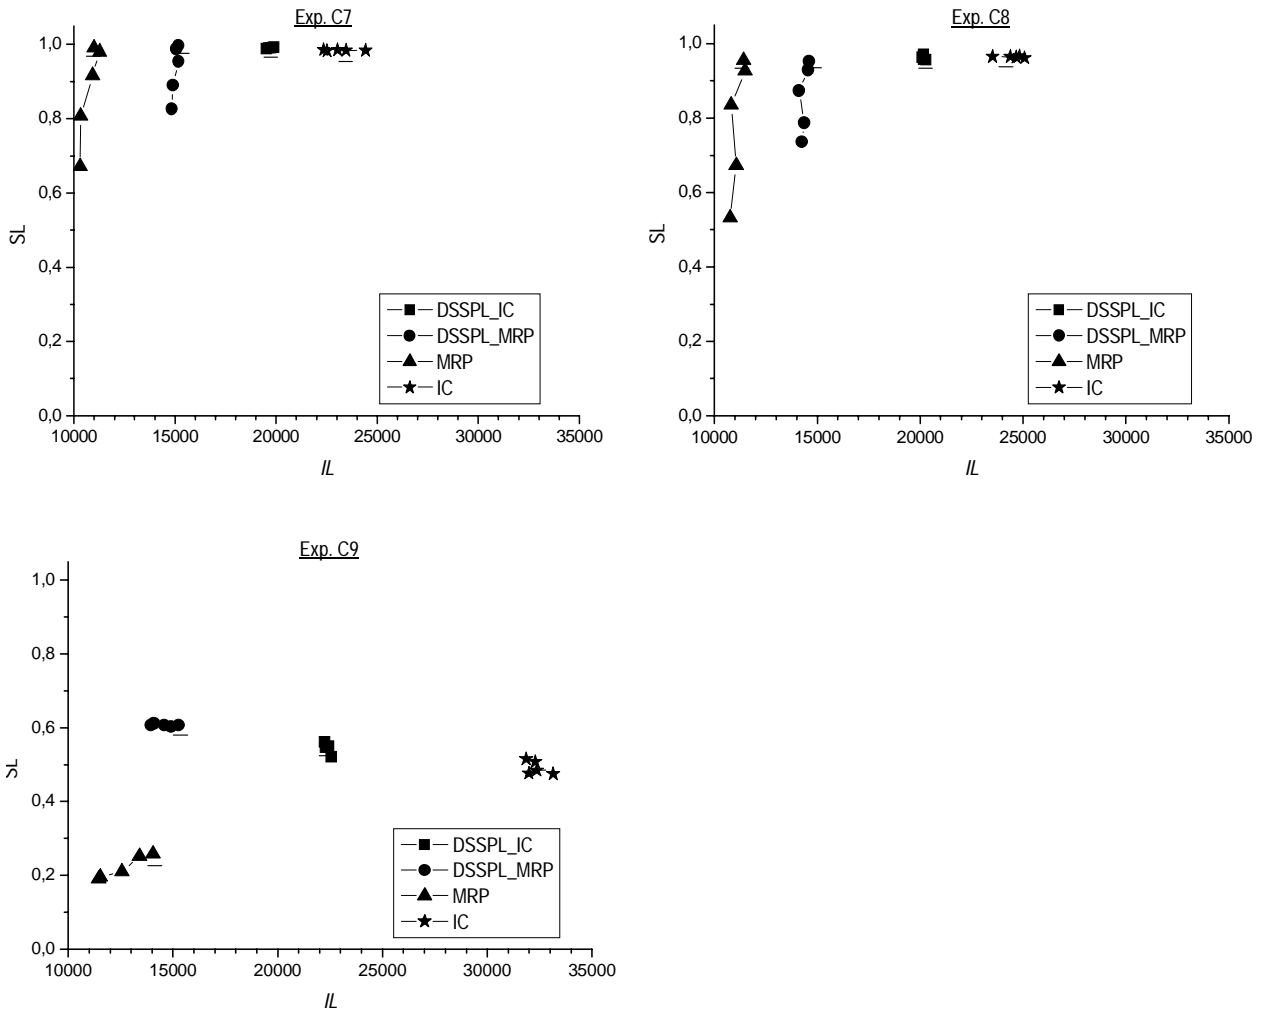 Exp. C7
1,0
0,8
0,6
0,4
0,2
0,0
SL
10000 15000 20000 25000 30000 35000
IL
DSSPL_IC
DSSPL_MRP
MRP
IC
Exp. C8
1,0
0,8
0,6
0,4
0,2
0,0
SL
10000 15000 20000 25000 30000 35000
IL
DSSPL_IC
DSSPL_MRP
MRP
IC
Exp. C9
1,0
0,8
0,6
0,4
0,2
0,0
SL
10000 15000 20000 25000 30000 35000
IL
DSSPL_IC
DSSPL_MRP
MRP
IC